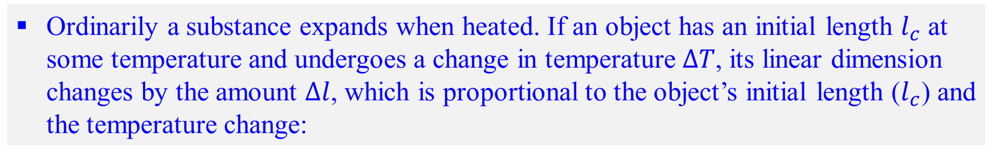 ▪ Ordinarily a substance expands when heated. If an object has an initial length l_c at
some temperature and undergoes a change in temperature ΔT, its linear dimension
changes by the amount Δl, which is proportional to the object’s initial length (l_c) and
the temperature change: